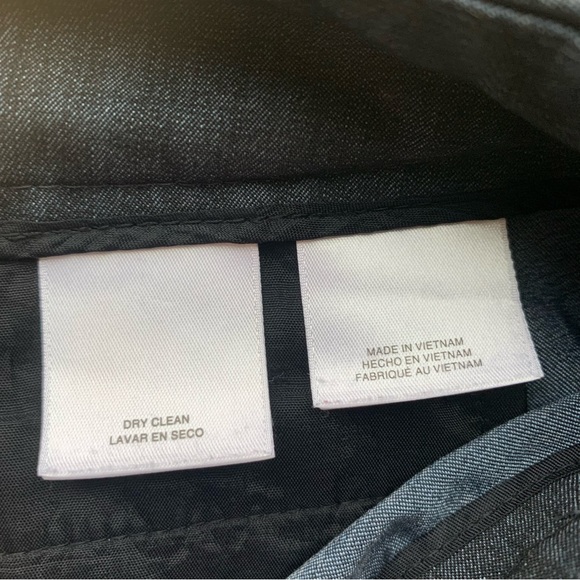 DRY CLEAN
LAVAR EN SECO
MADE IN VIETNAM
HECHO EN VIETNAM
FABRIQUÉ AU VIETNAM